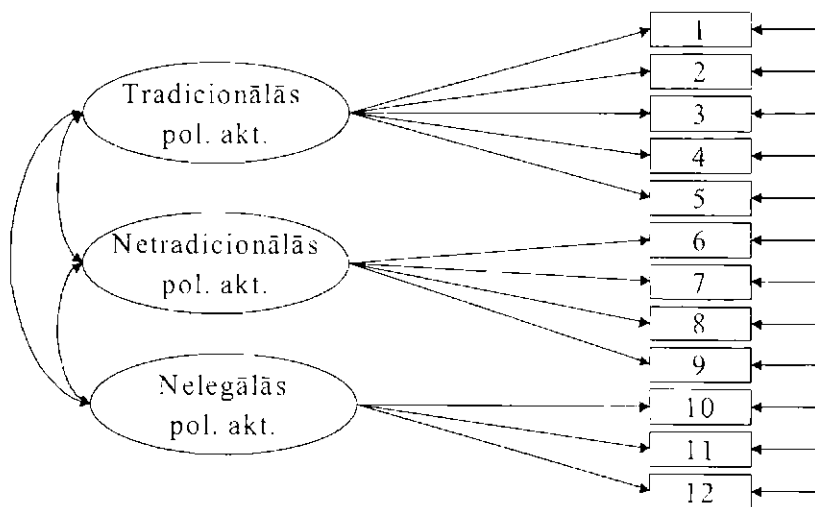 Tradicionālās
pol. akt.
Netradicionālās
pol. akt.
Nelegālās
pol. akt.
1
2
3
4
5
6
7
8
9
10
11
12